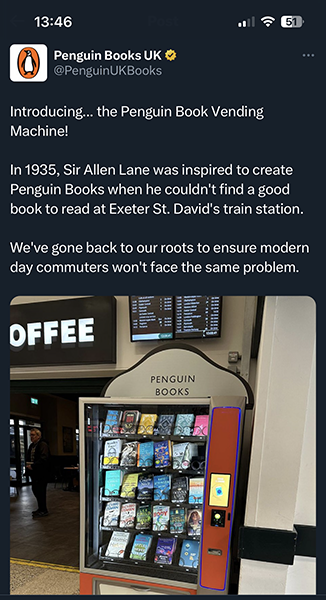 13:46
51
Penguin Books UK
@PenguinUKBooks
Introducing... the Penguin Book Vending
Machine!
In 1935, Sir Allen Lane was inspired to create
Penguin Books when he couldn't find a good
book to read at Exeter St. David's train station.
We've gone back to our roots to ensure modern
day commuters won't face the same problem.
OFFEE
PENGUIN
BOOKS